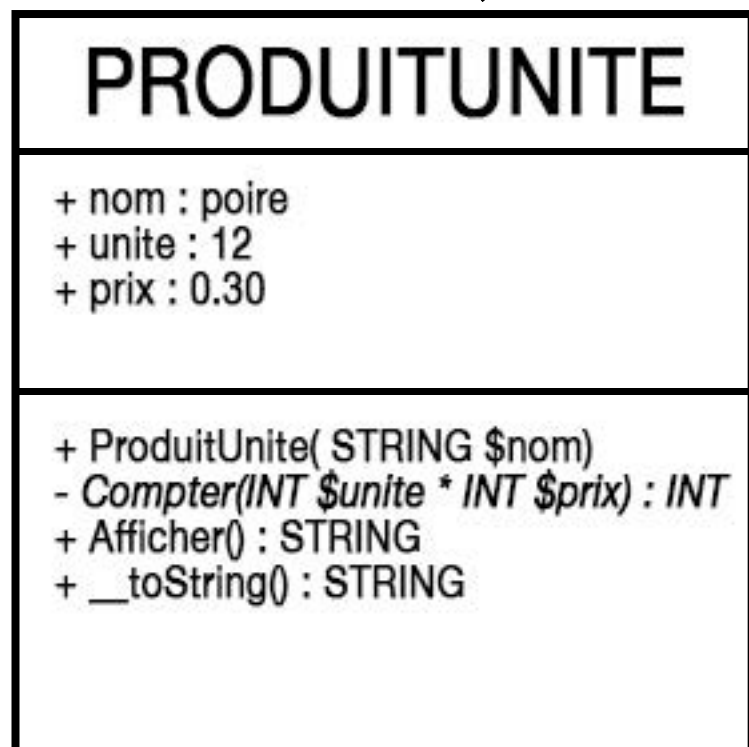 PRODUITUNITE
+ nom : poire
+ unite : 12
+ prix : 0.30
+ ProduitUnite( STRING $nom)
- Compter(INT $unite * INT $prix) : INT
+ Afficher() : STRING
+ __toString() : STRING